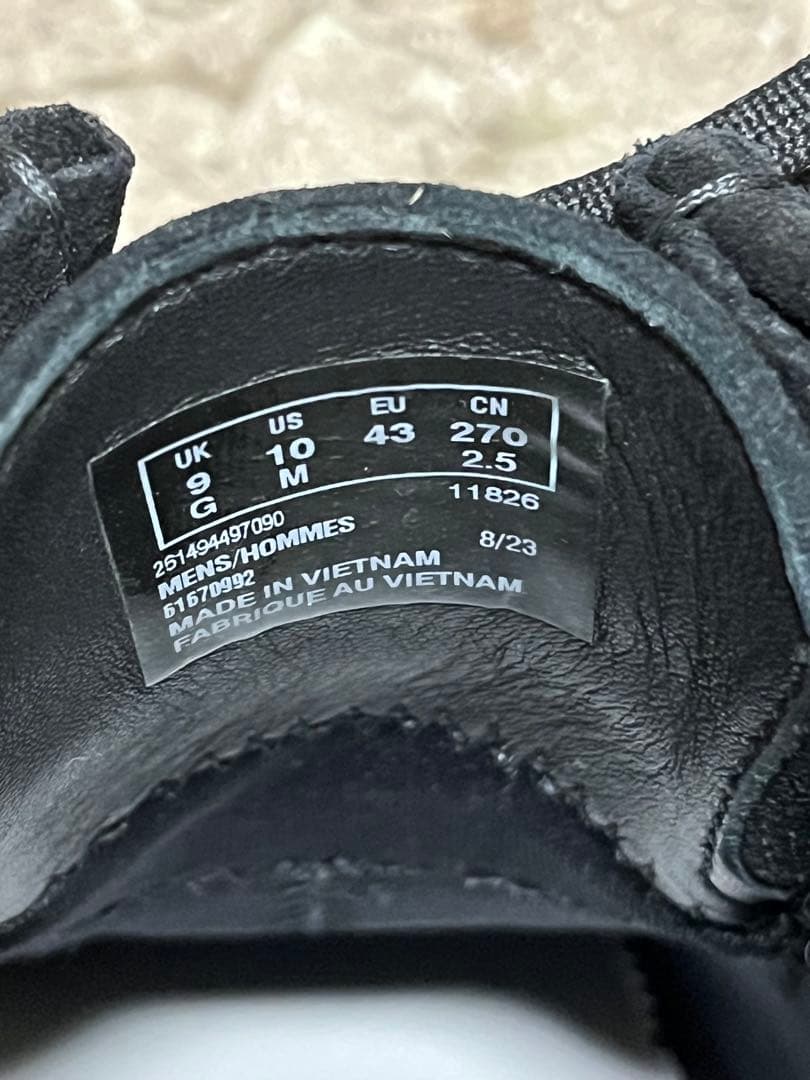 UK US EU CN
9 10 43 270
G M 2.5
261494497090 11826
MENS/HOMMES 8/23
61670992
MADE IN VIETNAM
FABRIQUE AU VIETNAM